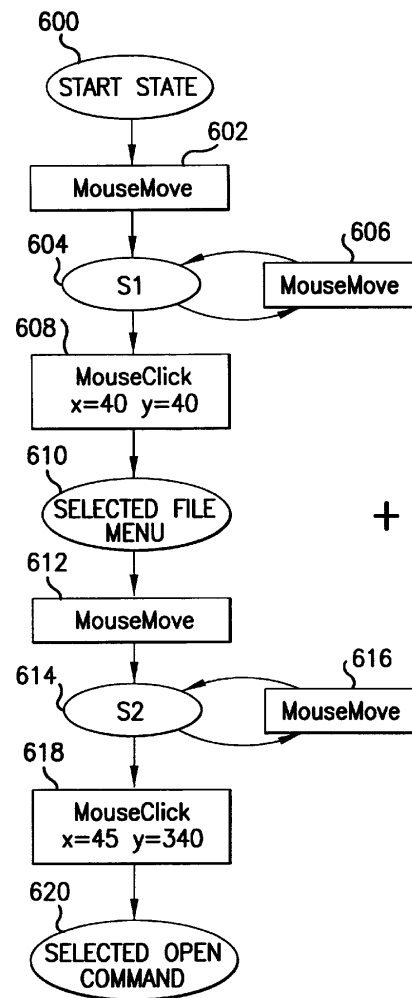 600
START STATE
602
MouseMove
604
S1
606
MouseMove
608
MouseClick
x=40 y=40
610
SELECTED FILE
MENU
+
612
MouseMove
614
S2
616
MouseMove
618
MouseClick
x=45 y=340
620
SELECTED OPEN
COMMAND